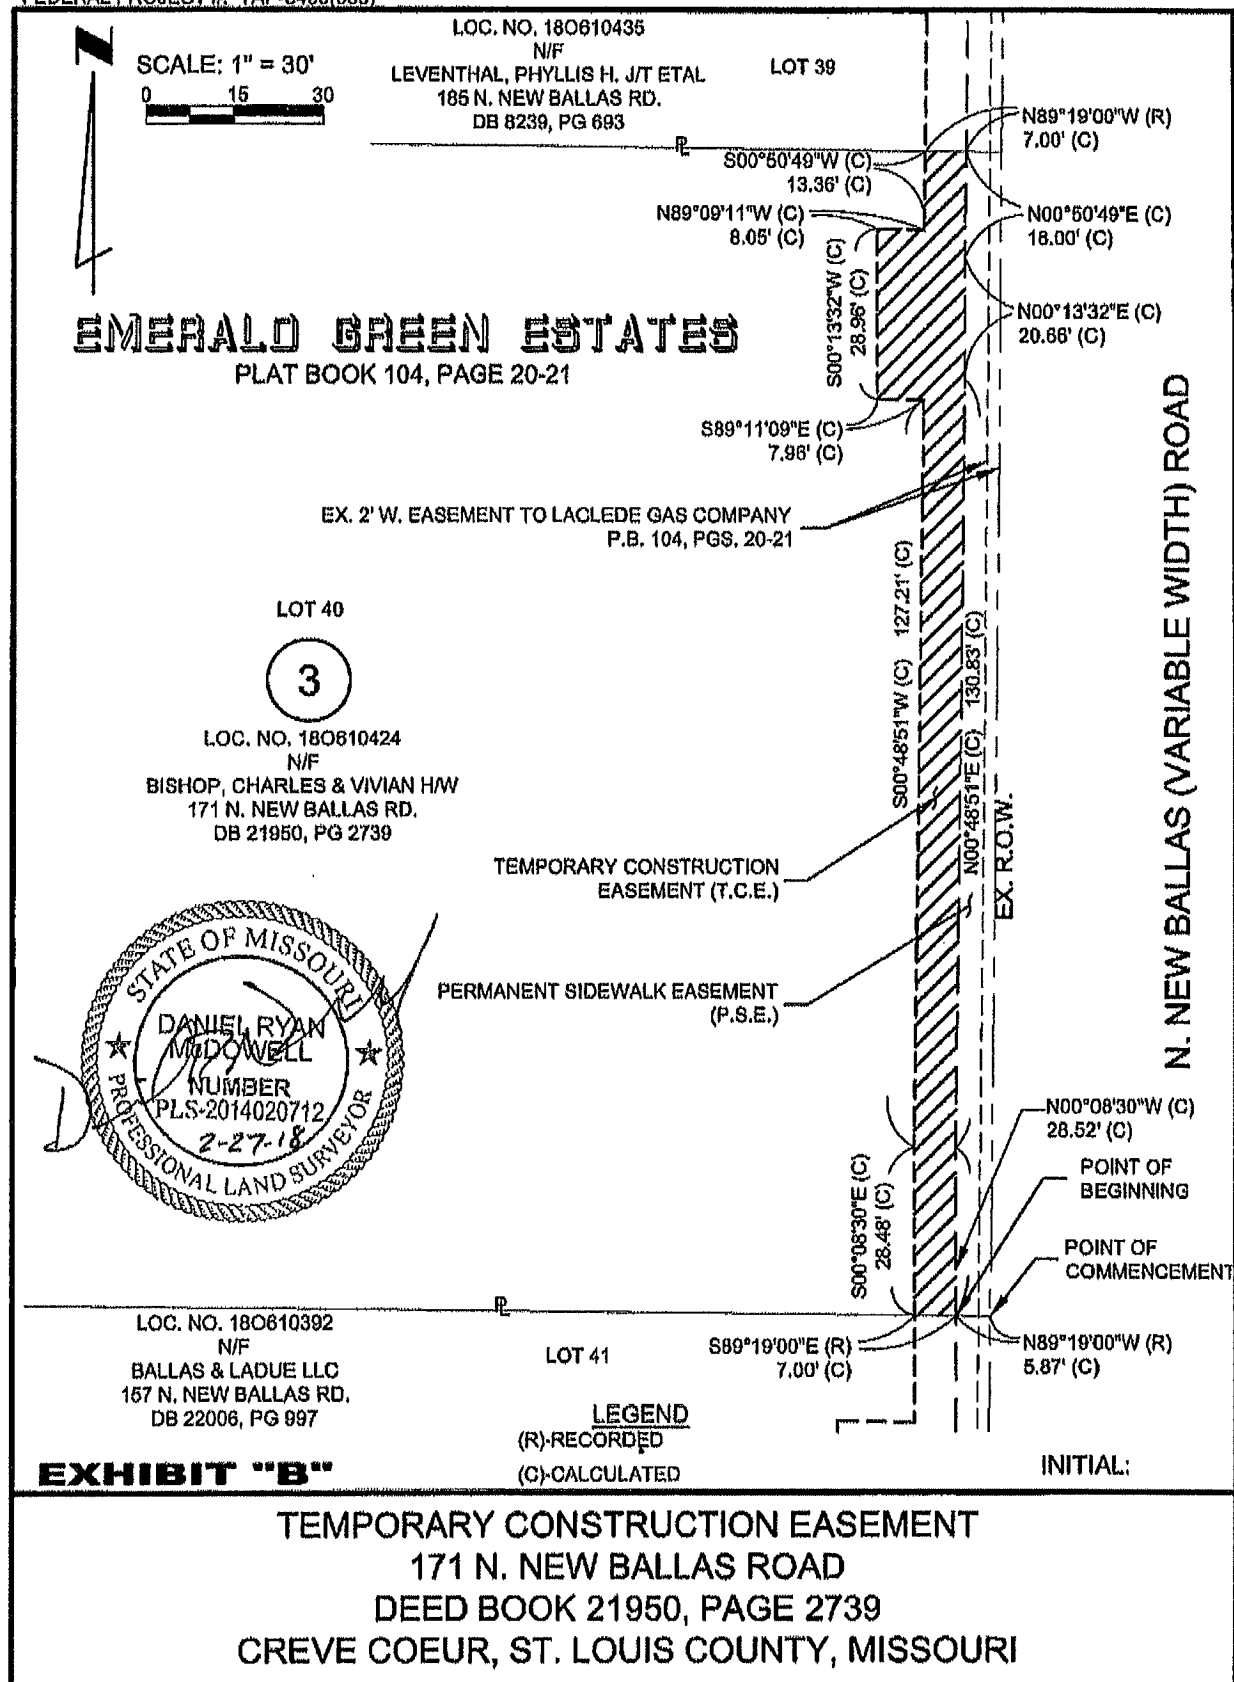 SCALE: 1" = 30'
0 15 30
LOC. NO. 18O610435
N/F
LEVENTHAL, PHYLLIS H. J/T ETAL
185 N. NEW BALLAS RD.
DB 8239, PG 693
LOT 39
N89°19'00"W (R)
7.00' (C)
S00°50'49"W (C)
13.36' (C)
N89°09'11"W (C)
8.05' (C)
N00°50'49"E (C)
18.00' (C)
S00°13'32"W (C)
28.96' (C)
N00°13'32"E (C)
20.66' (C)
EMERALD GREEN ESTATES
PLAT BOOK 104, PAGE 20-21
S89°11'09"E (C)
7.96' (C)
EX. 2' W. EASEMENT TO LACLEDE GAS COMPANY
P.B. 104, PGS. 20-21
N. NEW BALLAS (VARIABLE WIDTH) ROAD
LOT 40
3
LOC. NO. 18O610424
N/F
BISHOP, CHARLES & VIVIAN H/W
171 N. NEW BALLAS RD.
DB 21950, PG 2739
S00°48'51"W (C) 127.21' (C)
N00°48'51"E (C) 130.83' (C)
EX. R.O.W.
TEMPORARY CONSTRUCTION
EASEMENT (T.C.E.)
PERMANENT SIDEWALK EASEMENT
(P.S.E.)
STATE OF MISSOURI
DANIEL RYAN
McDOWELL
NUMBER
PLS-2014020712
2-27-18
PROFESSIONAL LAND SURVEYOR
N00°08'30"W (C)
28.52' (C)
POINT OF
BEGINNING
S00°08'30"E (C)
28.48' (C)
POINT OF
COMMENCEMENT
LOC. NO. 18O610392
N/F
BALLAS & LADUE LLC
157 N. NEW BALLAS RD.
DB 22006, PG 997
LOT 41
S89°19'00"E (R)
7.00' (C)
N89°19'00"W (R)
5.87' (C)
LEGEND
(R)-RECORDED
(C)-CALCULATED
EXHIBIT "B"
INITIAL:
TEMPORARY CONSTRUCTION EASEMENT
171 N. NEW BALLAS ROAD
DEED BOOK 21950, PAGE 2739
CREVE COEUR, ST. LOUIS COUNTY, MISSOURI